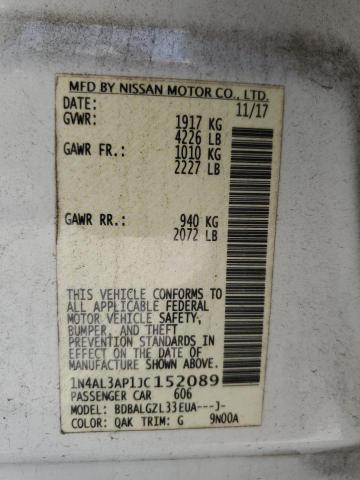 MFD BY NISSAN MOTOR CO., LTD.
DATE: 11/17
GVWR: 1917 KG
4226 LB
GAWR FR.: 1010 KG
2227 LB
GAWR RR.: 940 KG
2072 LB
THIS VEHICLE CONFORMS TO
ALL APPLICABLE FEDERAL
MOTOR VEHICLE SAFETY,
BUMPER, AND THEFT
PREVENTION STANDARDS IN
EFFECT ON THE DATE OF
MANUFACTURE SHOWN ABOVE.
1N4AL3AP1JC152089
PASSENGER CAR 606
MODEL: BDBALGZL33EUA---J-
COLOR: QAK TRIM: G 9N00A